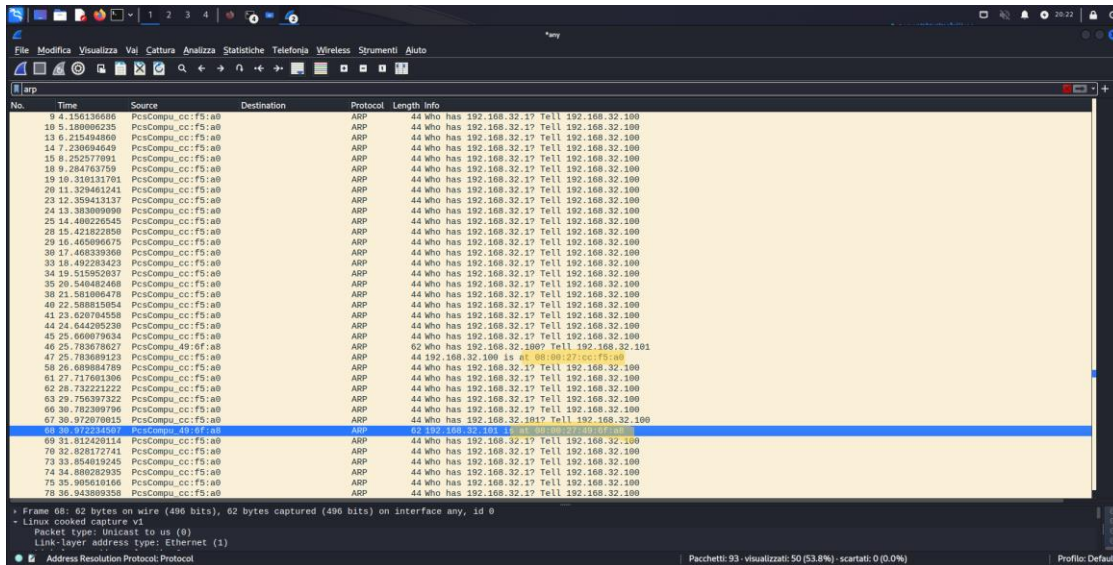 1 2 3 4 20:22
*any
File Modifica Visualizza Vai Cattura Analizza Statistiche Telefonia Wireless Strumenti Aiuto
arp
No. Time Source Destination Protocol Length Info
9 4.156136686 PcsCompu_cc:f5:a0 ARP 44 Who has 192.168.32.1? Tell 192.168.32.100
10 5.180006235 PcsCompu_cc:f5:a0 ARP 44 Who has 192.168.32.1? Tell 192.168.32.100
13 6.215494860 PcsCompu_cc:f5:a0 ARP 44 Who has 192.168.32.1? Tell 192.168.32.100
14 7.230694649 PcsCompu_cc:f5:a0 ARP 44 Who has 192.168.32.1? Tell 192.168.32.100
15 8.252577091 PcsCompu_cc:f5:a0 ARP 44 Who has 192.168.32.1? Tell 192.168.32.100
18 9.284763759 PcsCompu_cc:f5:a0 ARP 44 Who has 192.168.32.1? Tell 192.168.32.100
19 10.310131701 PcsCompu_cc:f5:a0 ARP 44 Who has 192.168.32.1? Tell 192.168.32.100
20 11.329461241 PcsCompu_cc:f5:a0 ARP 44 Who has 192.168.32.1? Tell 192.168.32.100
23 12.359413137 PcsCompu_cc:f5:a0 ARP 44 Who has 192.168.32.1? Tell 192.168.32.100
24 13.383009090 PcsCompu_cc:f5:a0 ARP 44 Who has 192.168.32.1? Tell 192.168.32.100
25 14.400226545 PcsCompu_cc:f5:a0 ARP 44 Who has 192.168.32.1? Tell 192.168.32.100
28 15.421822850 PcsCompu_cc:f5:a0 ARP 44 Who has 192.168.32.1? Tell 192.168.32.100
29 16.465096675 PcsCompu_cc:f5:a0 ARP 44 Who has 192.168.32.1? Tell 192.168.32.100
30 17.468339360 PcsCompu_cc:f5:a0 ARP 44 Who has 192.168.32.1? Tell 192.168.32.100
33 18.492283423 PcsCompu_cc:f5:a0 ARP 44 Who has 192.168.32.1? Tell 192.168.32.100
34 19.515952037 PcsCompu_cc:f5:a0 ARP 44 Who has 192.168.32.1? Tell 192.168.32.100
35 20.540482468 PcsCompu_cc:f5:a0 ARP 44 Who has 192.168.32.1? Tell 192.168.32.100
38 21.581006478 PcsCompu_cc:f5:a0 ARP 44 Who has 192.168.32.1? Tell 192.168.32.100
40 22.588815054 PcsCompu_cc:f5:a0 ARP 44 Who has 192.168.32.1? Tell 192.168.32.100
41 23.620704558 PcsCompu_cc:f5:a0 ARP 44 Who has 192.168.32.1? Tell 192.168.32.100
44 24.644205230 PcsCompu_cc:f5:a0 ARP 44 Who has 192.168.32.1? Tell 192.168.32.100
45 25.660079634 PcsCompu_cc:f5:a0 ARP 44 Who has 192.168.32.1? Tell 192.168.32.100
46 25.783678627 PcsCompu_49:6f:a8 ARP 62 Who has 192.168.32.100? Tell 192.168.32.101
47 25.783689123 PcsCompu_cc:f5:a0 ARP 44 192.168.32.100 is at 08:00:27:cc:f5:a0
58 26.689884789 PcsCompu_cc:f5:a0 ARP 44 Who has 192.168.32.1? Tell 192.168.32.100
61 27.717601306 PcsCompu_cc:f5:a0 ARP 44 Who has 192.168.32.1? Tell 192.168.32.100
62 28.732221222 PcsCompu_cc:f5:a0 ARP 44 Who has 192.168.32.1? Tell 192.168.32.100
63 29.756397322 PcsCompu_cc:f5:a0 ARP 44 Who has 192.168.32.1? Tell 192.168.32.100
66 30.782309796 PcsCompu_cc:f5:a0 ARP 44 Who has 192.168.32.1? Tell 192.168.32.100
67 30.972070015 PcsCompu_cc:f5:a0 ARP 44 Who has 192.168.32.101? Tell 192.168.32.100
68 30.972234507 PcsCompu_49:6f:a8 ARP 62 192.168.32.101 is at 08:00:27:49:6f:a8
69 31.812420114 PcsCompu_cc:f5:a0 ARP 44 Who has 192.168.32.1? Tell 192.168.32.100
70 32.828172741 PcsCompu_cc:f5:a0 ARP 44 Who has 192.168.32.1? Tell 192.168.32.100
73 33.854019245 PcsCompu_cc:f5:a0 ARP 44 Who has 192.168.32.1? Tell 192.168.32.100
74 34.880282935 PcsCompu_cc:f5:a0 ARP 44 Who has 192.168.32.1? Tell 192.168.32.100
75 35.905610166 PcsCompu_cc:f5:a0 ARP 44 Who has 192.168.32.1? Tell 192.168.32.100
78 36.943809358 PcsCompu_cc:f5:a0 ARP 44 Who has 192.168.32.1? Tell 192.168.32.100
Frame 68: 62 bytes on wire (496 bits), 62 bytes captured (496 bits) on interface any, id 0
Linux cooked capture v1
Packet type: Unicast to us (0)
Link-layer address type: Ethernet (1)
Address Resolution Protocol: Protocol Pacchetti: 93 · visualizzati: 50 (53.8%) · scartati: 0 (0.0%) Profilo: Defaul